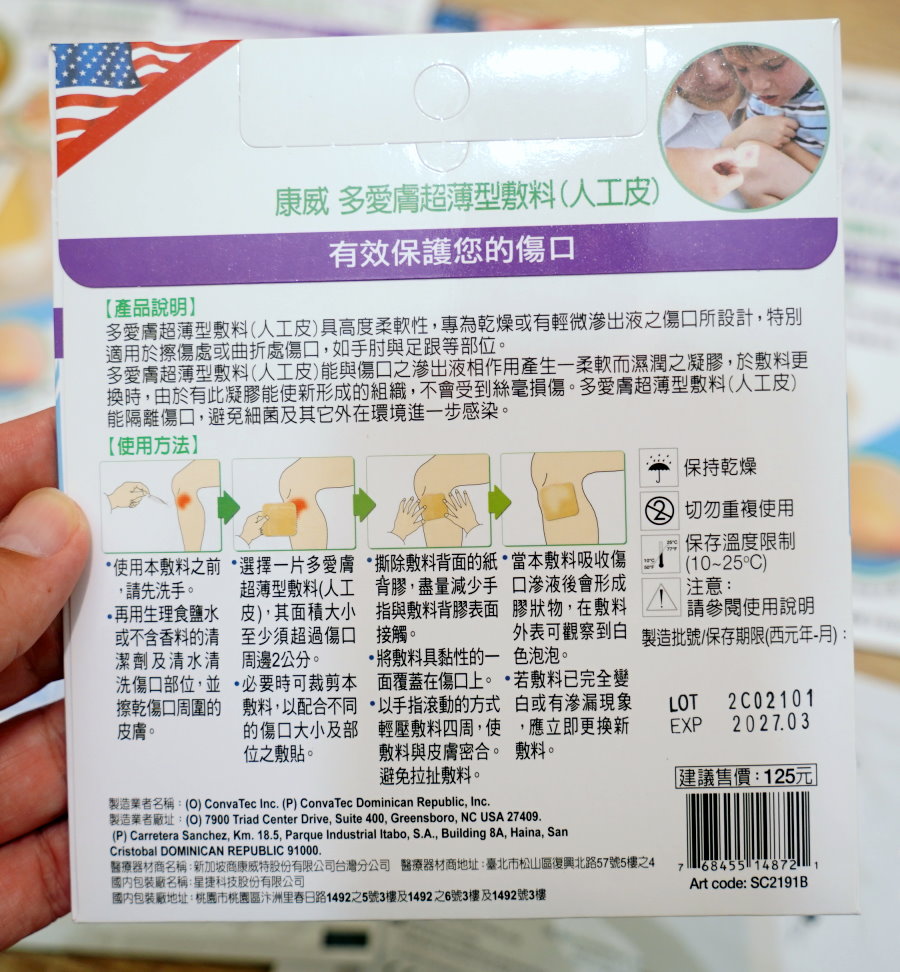 康威 多愛膚超薄型敷料(人工皮)
有效保護您的傷口
【產品說明】
多愛膚超薄型敷料(人工皮)具高度柔軟性，專為乾燥或有輕微滲出液之傷口所設計，特別
適用於擦傷處或曲折處傷口，如手肘與足跟等部位。
多愛膚超薄型敷料(人工皮)能與傷口之滲出液相作用產生一柔軟而濕潤之凝膠，於敷料更
換時，由於有此凝膠能使新形成的組織，不會受到絲毫損傷。多愛膚超薄型敷料(人工皮)
能隔離傷口，避免細菌及其它外在環境進一步感染。
【使用方法】
•使用本敷料之前
，請先洗手。
•再用生理食鹽水
或不含香料的清
潔劑及清水清
洗傷口部位，並
擦乾傷口周圍的
皮膚。
•選擇一片多愛膚
超薄型敷料(人工
皮)，其面積大小
至少須超過傷口
周邊2公分。
•必要時可裁剪本
敷料，以配合不同
的傷口大小及部
位之敷貼。
•撕除敷料背面的紙
背膠，盡量減少手
指與敷料背膠表面
接觸。
•將敷料具黏性的一
面覆蓋在傷口上。
•以手指滾動的方式
輕壓敷料四周，使
敷料與皮膚密合。
避免拉扯敷料。
•當本敷料吸收傷
口滲液後會形成
膠狀物，在敷料
外表可觀察到白
色泡泡。
•若敷料已完全變
白或有滲漏現象
，應立即更換新
敷料。
保持乾燥
2
切勿重複使用
25°C
77°F
10°C
50°F
保存溫度限制
(10~25°C)
注意：
請參閱使用說明
製造批號/保存期限(西元年-月)：
LOT 2C02101
EXP 2027.03
建議售價：125元
7 68455 14872 1
Art code: SC2191B
製造業者名稱：(O) ConvaTec Inc. (P) ConvaTec Dominican Republic, Inc.
製造業者廠址：(O) 7900 Triad Center Drive, Suite 400, Greensboro, NC USA 27409.
(P) Carretera Sanchez, Km. 18.5, Parque Industrial Itabo, S.A., Building 8A, Haina, San
Cristobal DOMINICAN REPUBLIC 91000.
醫療器材商名稱：新加坡商康威特股份有限公司台灣分公司 醫療器材商地址：臺北市松山區復興北路57號5樓之4
國內包裝廠名稱：星捷科技股份有限公司
國內包裝廠地址：桃園市桃園區汴洲里春日路1492之5號3樓及1492之6號3樓及1492號3樓